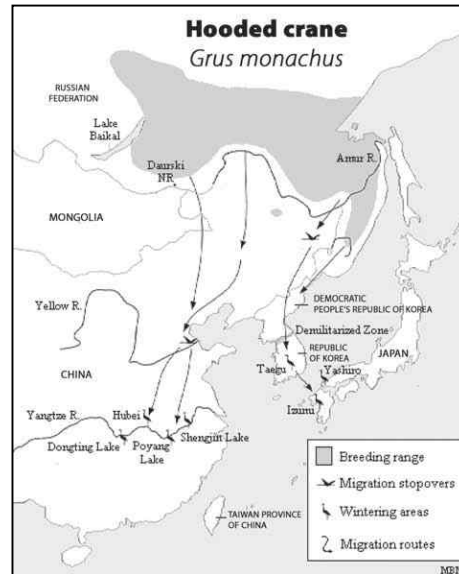 Hooded crane
Grus monachus
RUSSIAN
FEDERATION
Lake
Baikal
Daurski
NR
Amur R.
MONGOLIA
Yellow R.
DEMOCRATIC
PEOPLE'S REPUBLIC OF KOREA
Demilitarized Zone
REPUBLIC
OF KOREA
JAPAN
Taegu
Yashiro
CHINA
Izumi
Yangtze R.
Hubei
Shengjin Lake
Dongting Lake
Poyang
Lake
TAIWAN PROVINCE
OF CHINA
Breeding range
Migration stopovers
Wintering areas
Migration routes